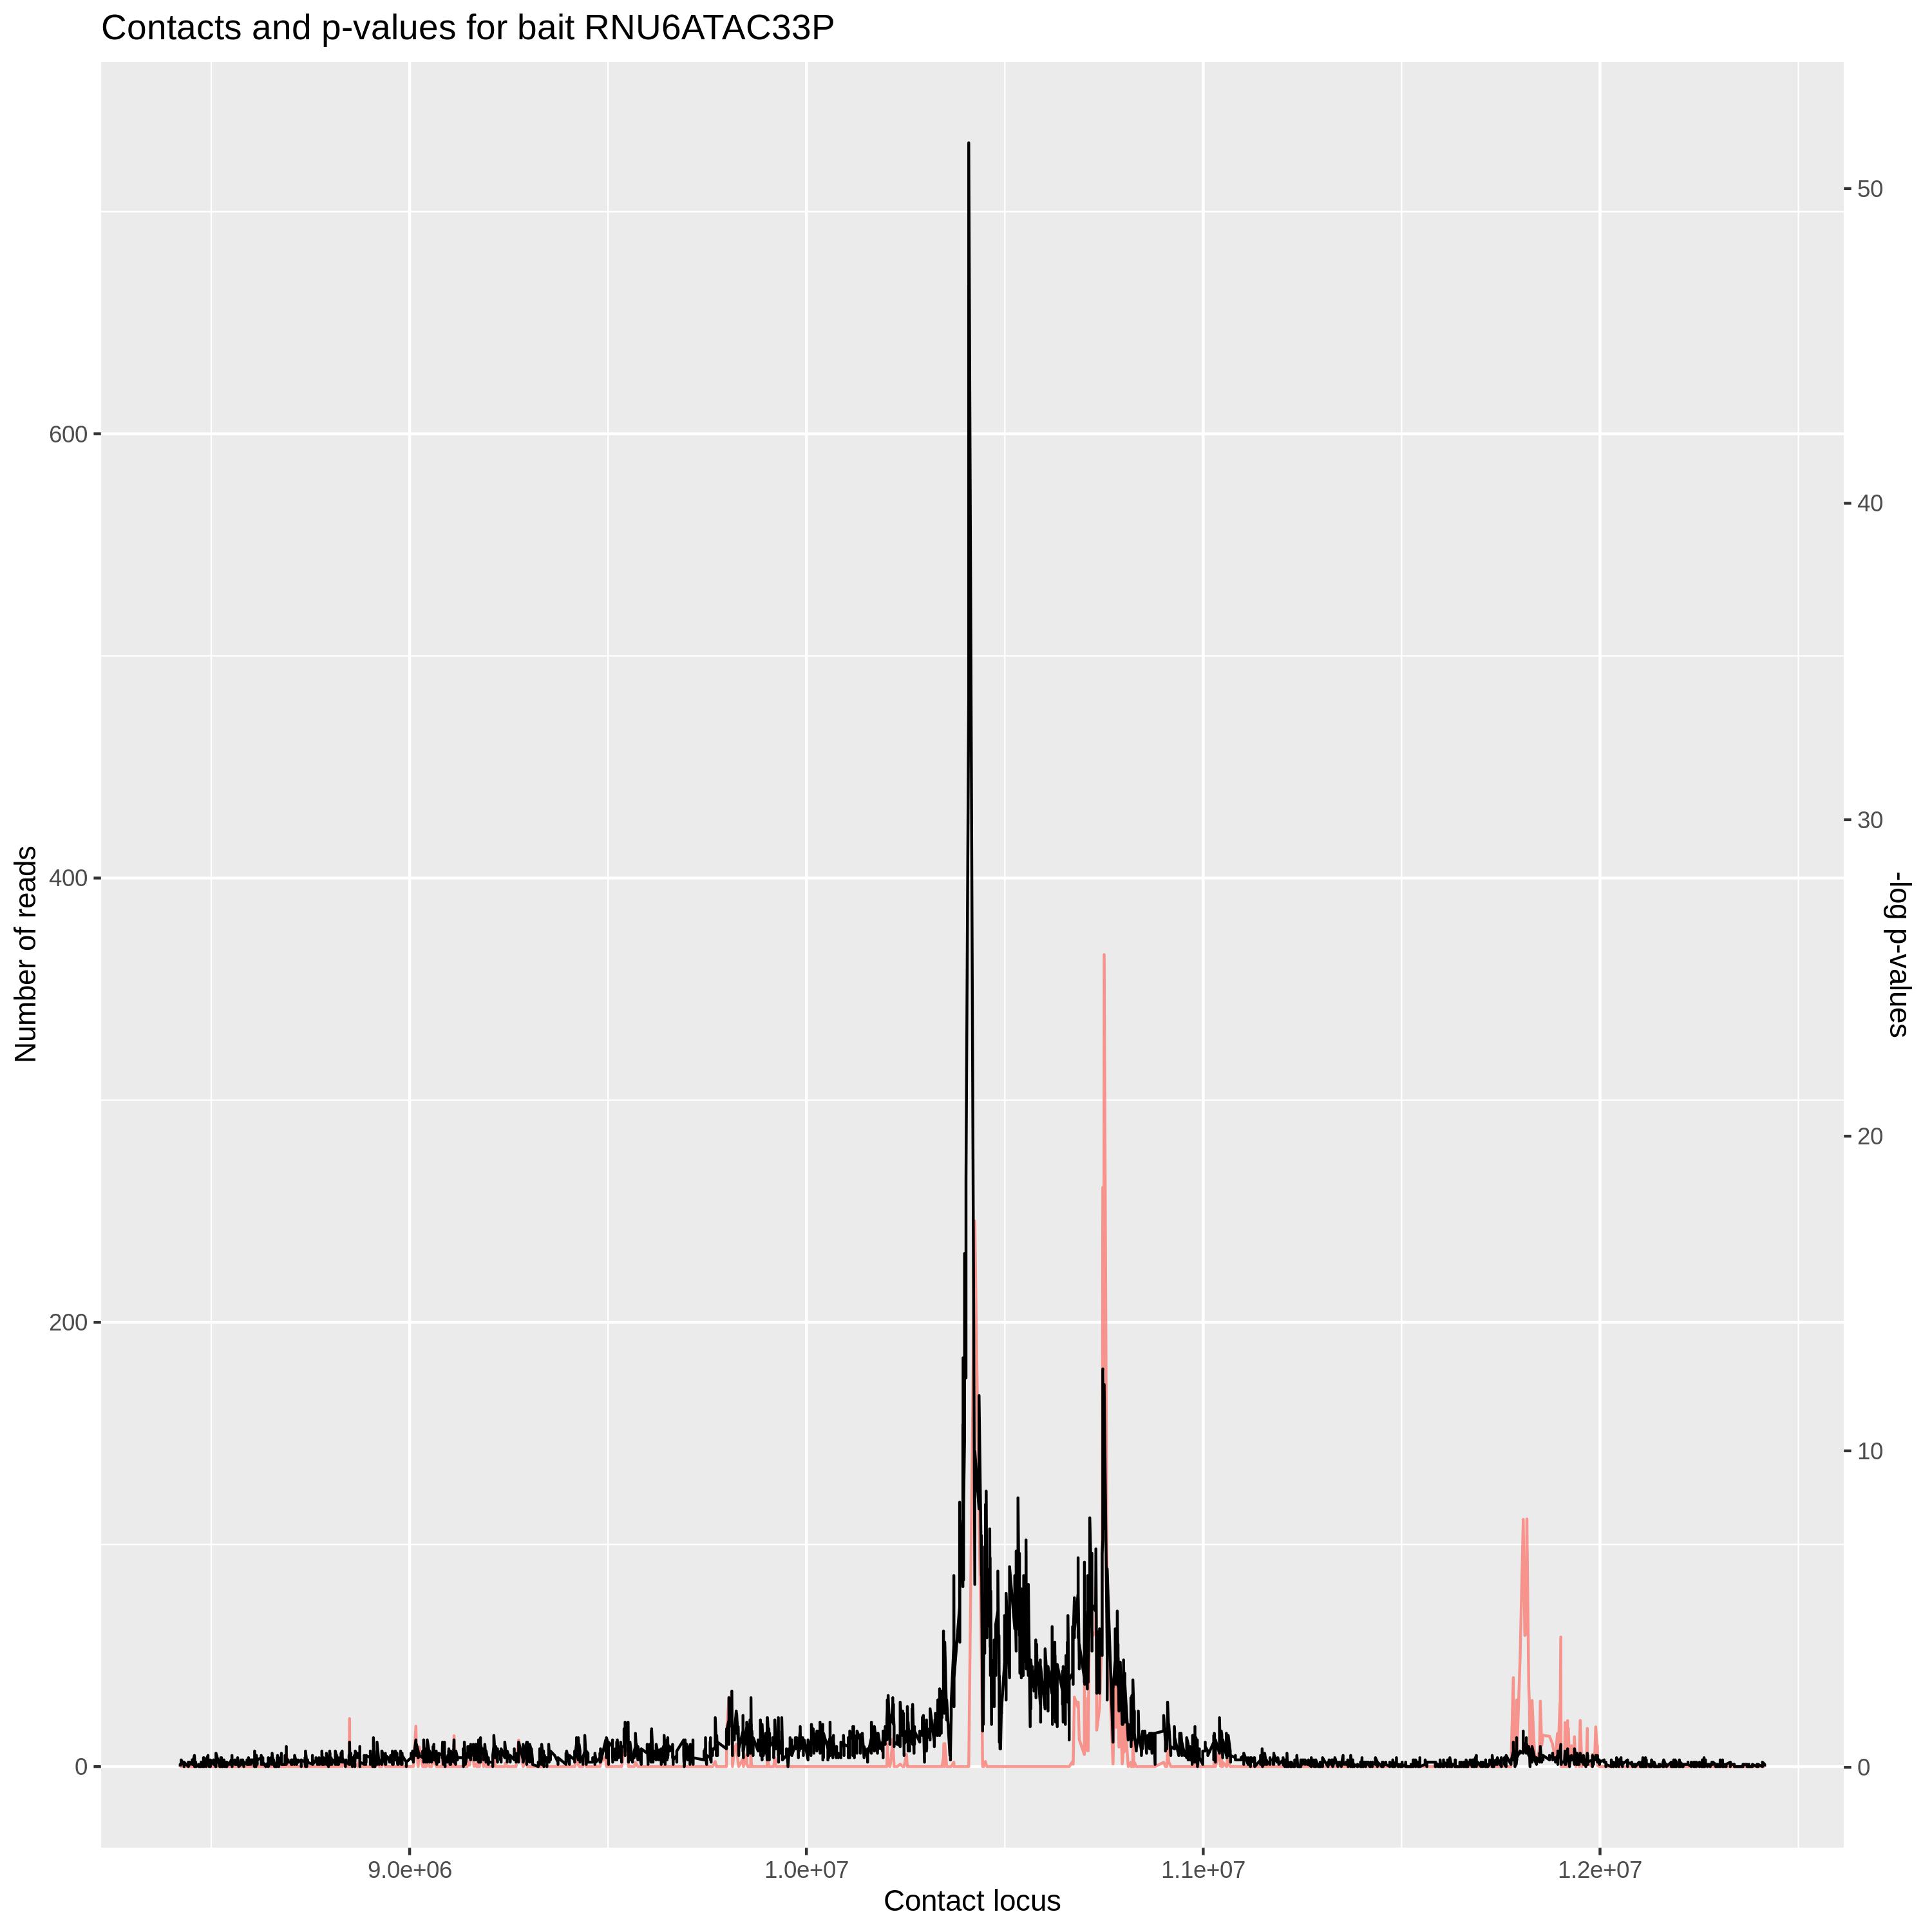 Contacts and p-values for bait RNU6ATAC33P
600
400
200
0
Number of reads
50
40
30
20
10
0
-log p-values
9.0e+06
1.0e+07
1.1e+07
1.2e+07
Contact locus